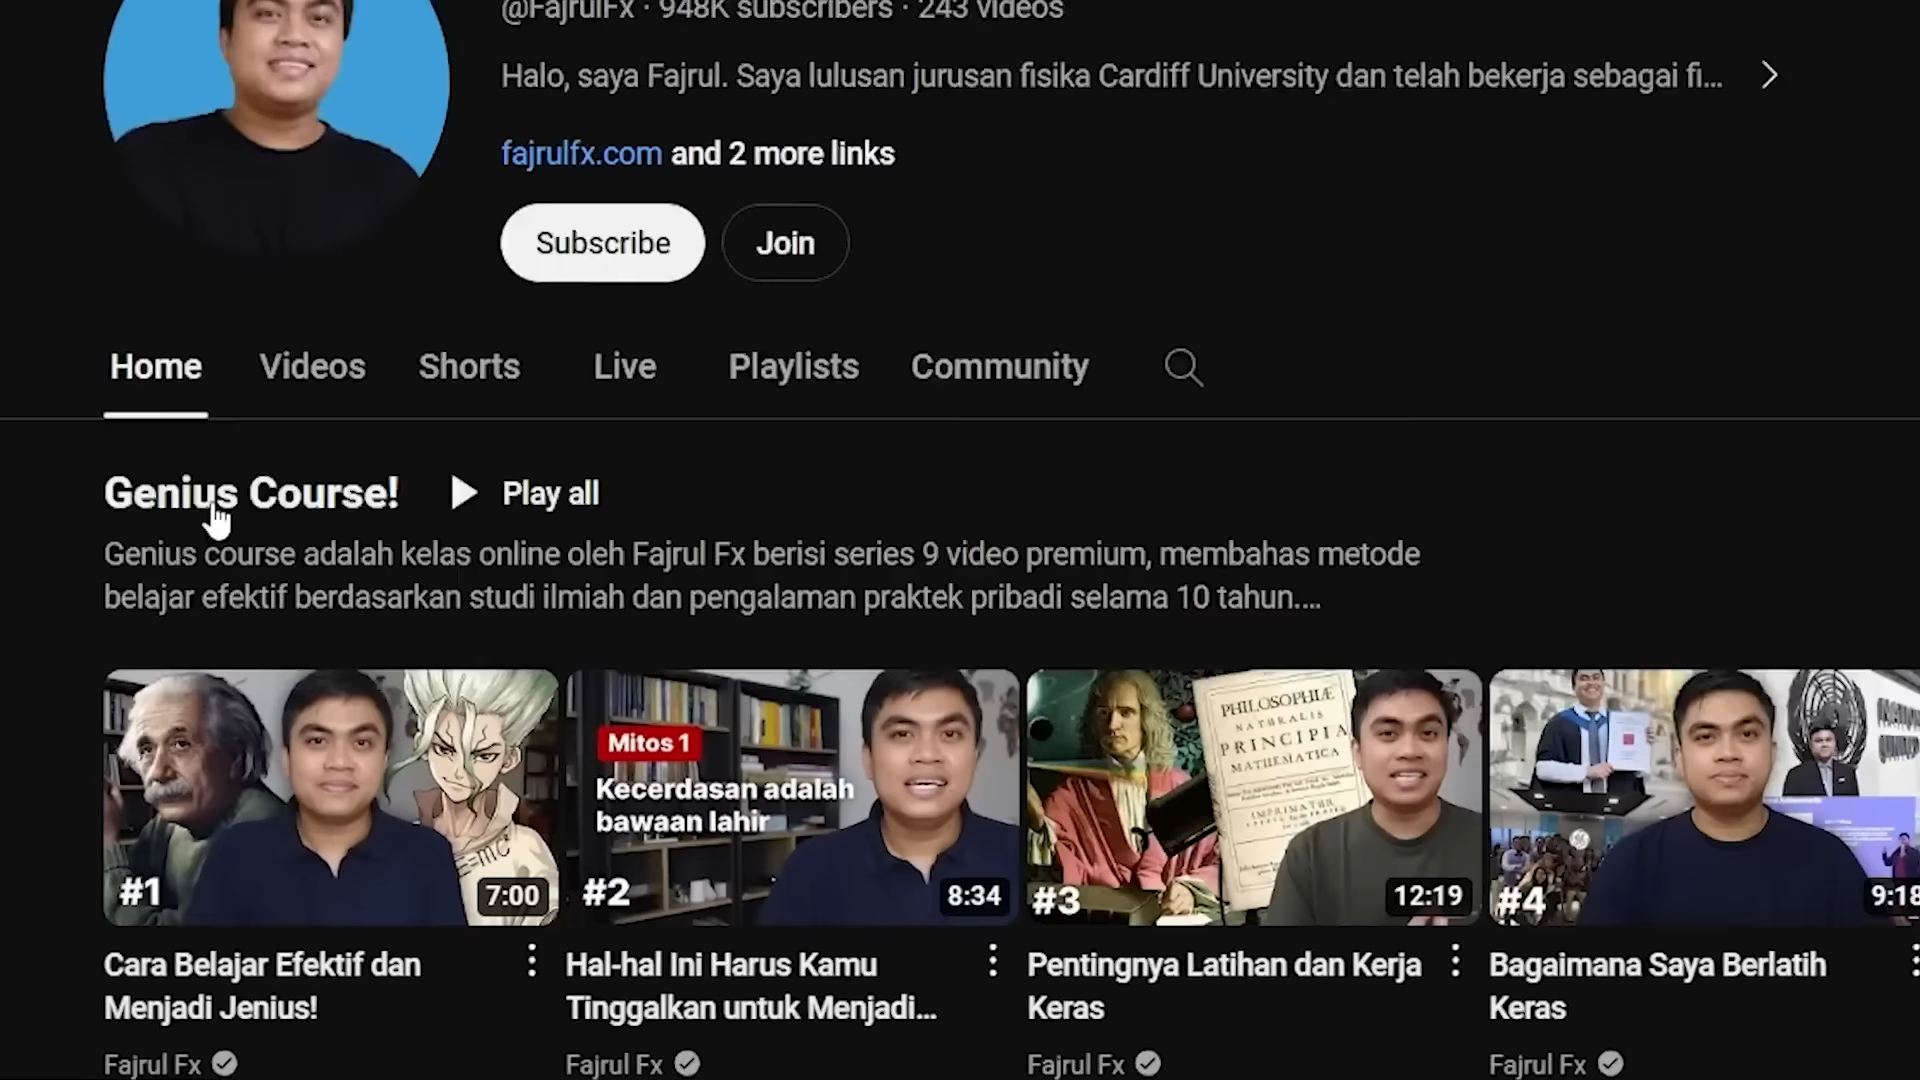 @FajrulFx · 948K subscribers · 243 videos
Halo, saya Fajrul. Saya lulusan jurusan fisika Cardiff University dan telah bekerja sebagai fi...
fajrulfx.com and 2 more links
Subscribe
Join
Home
Videos
Shorts
Live
Playlists
Community
Genius Course!
Play all
Genius course adalah kelas online oleh Fajrul Fx berisi series 9 video premium, membahas metode
belajar efektif berdasarkan studi ilmiah dan pengalaman praktek pribadi selama 10 tahun....
#1
7:00
Mitos 1
Kecerdasan adalah
bawaan lahir
#2
8:34
PHILOSOPHIÆ
NATURALIS
PRINCIPIA
MATHEMATICA
IMPRIMATUR
#3
12:19
#4
9:18
Cara Belajar Efektif dan
Menjadi Jenius!
Fajrul Fx
Hal-hal Ini Harus Kamu
Tinggalkan untuk Menjadi...
Fajrul Fx
Pentingnya Latihan dan Kerja
Keras
Fajrul Fx
Bagaimana Saya Berlatih
Keras
Fajrul Fx